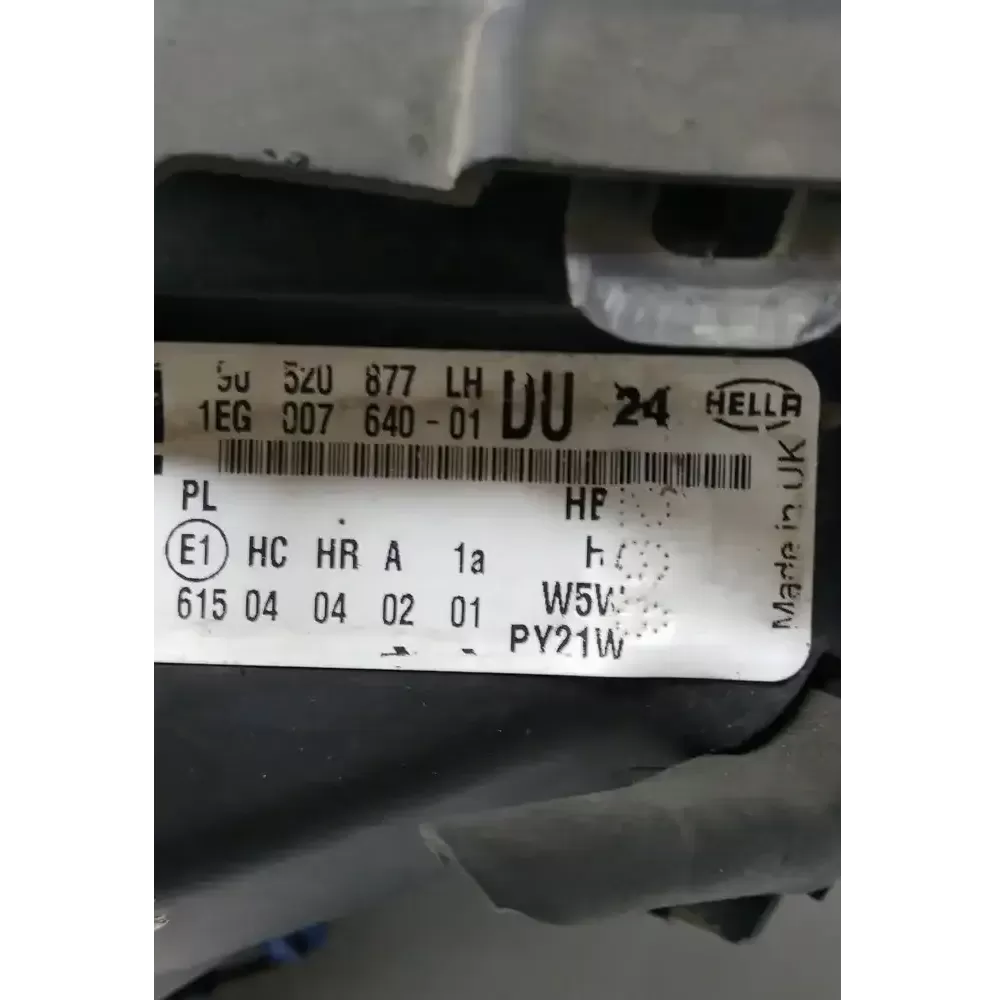 90 520 877 LH DU 24 HELLA
1EG 007 640-01
PL
E1 HC HR A 1a
615 04 04 02 01
W5W
PY21W
Made in UK